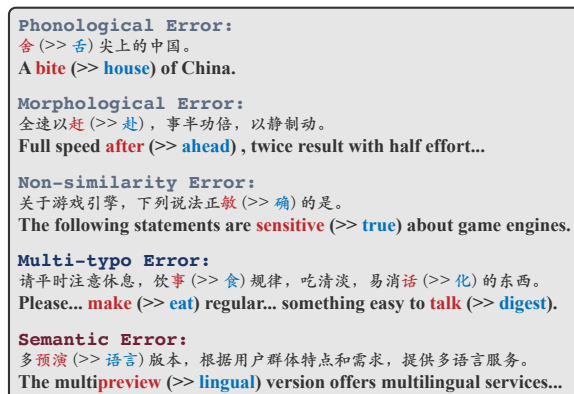 Phonological Error:
舍 (>> 舌) 尖上的中国。
A bite (>> house) of China.
Morphological Error:
全速以赶 (>> 赴) ，事半功倍，以静制动。
Full speed after (>> ahead) , twice result with half effort...
Non-similarity Error:
关于游戏引擎，下列说法正敏 (>> 确) 的是。
The following statements are sensitive (>> true) about game engines.
Multi-typo Error:
请平时注意休息，饮事 (>> 食) 规律，吃清淡，易消话 (>> 化) 的东西。
Please... make (>> eat) regular... something easy to talk (>> digest).
Semantic Error:
多预演 (>> 语言) 版本，根据用户群体特点和需求，提供多语言服务。
The multipreview (>> lingual) version offers multilingual services...